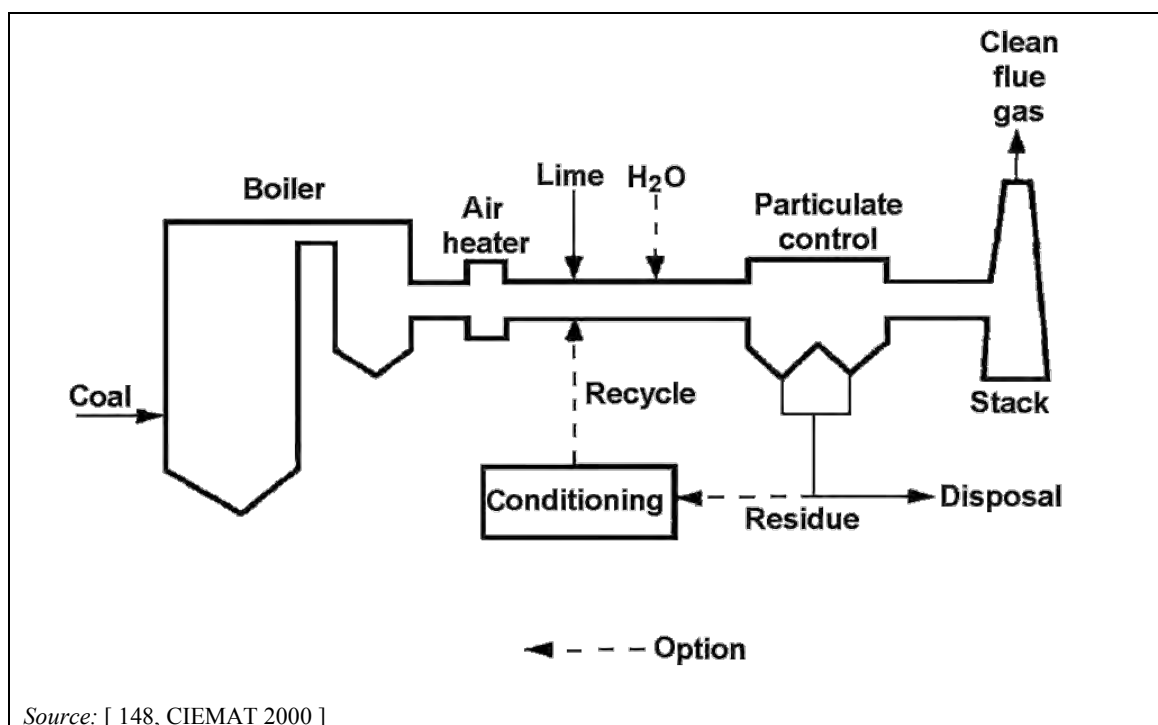 Clean
flue
gas
Boiler
Air
heater
Lime
H₂O
Particulate
control
Coal
Recycle
Stack
Conditioning
Residue
Disposal
Option
Source: [ 148, CIEMAT 2000 ]